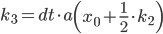 k₃ = dt · a(x₀ + ½ · k₂)